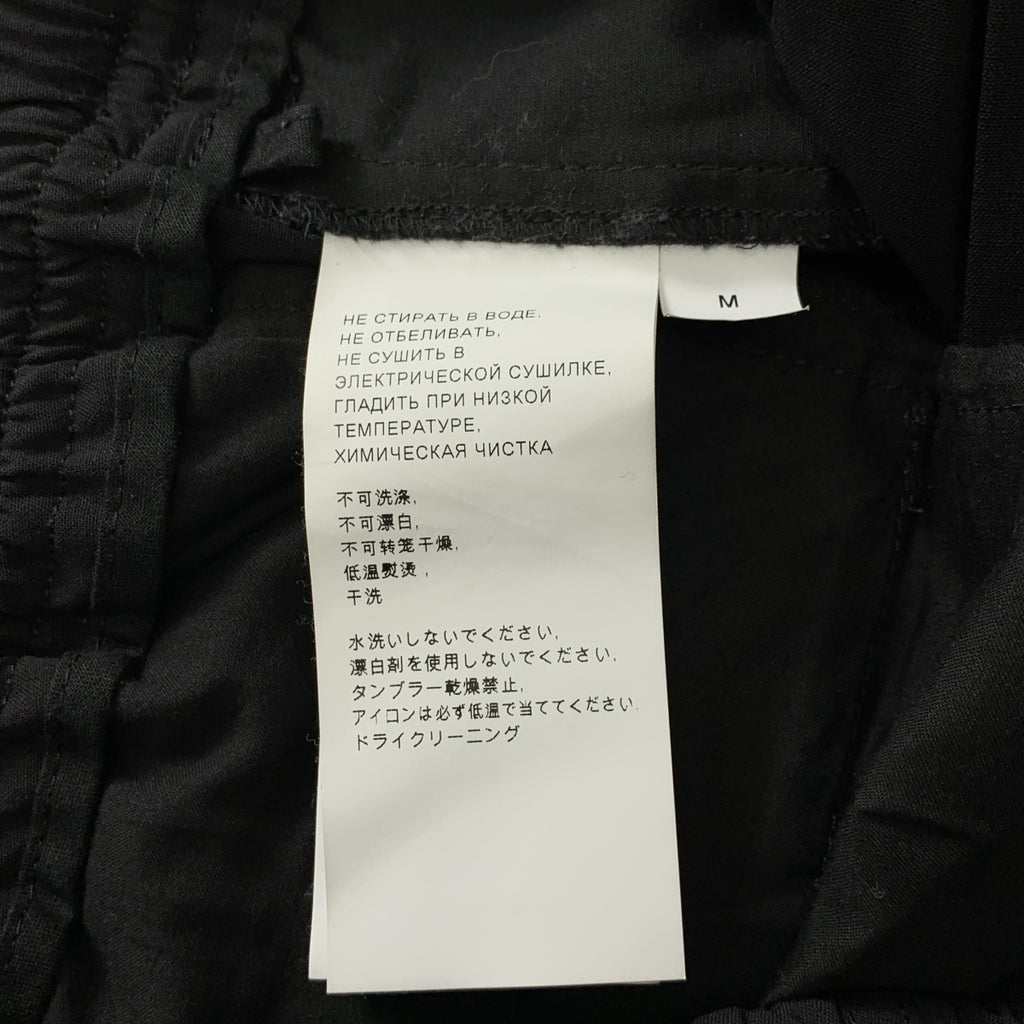 НЕ СТИРАТЬ В ВОДЕ,
НЕ ОТБЕЛИВАТЬ,
НЕ СУШИТЬ В
ЭЛЕКТРИЧЕСКОЙ СУШИЛКЕ,
ГЛАДИТЬ ПРИ НИЗКОЙ
ТЕМПЕРАТУРЕ,
ХИМИЧЕСКАЯ ЧИСТКА
不可洗涤,
不可漂白,
不可转笼干燥,
低温熨烫,
干洗
水洗いしないでください,
漂白剤を使用しないでください,
タンブラー乾燥禁止,
アイロンは必ず低温で当ててください,
ドライクリーニング
M